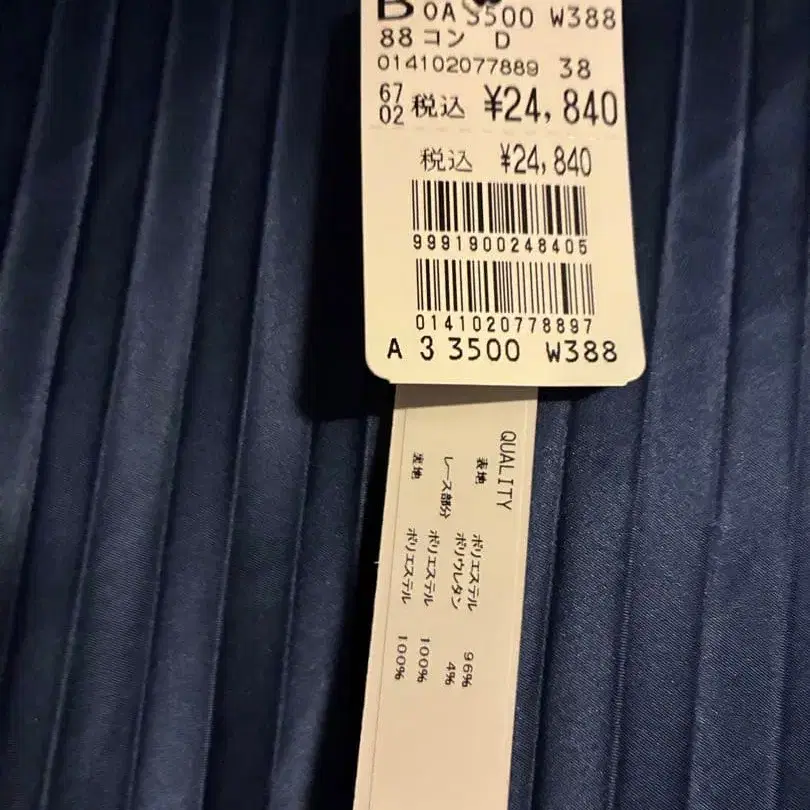 B OA 3500 W388
88 コン D
014102077889 38
67
02 税込 ¥24,840
税込 ¥24,840
9991900248405
0141020778897
A 3 3500 W388
QUALITY
表地 ポリエステル 96%
ポリウレタン 4%
レース部分 ポリエステル 100%
裏地 ポリエステル 100%